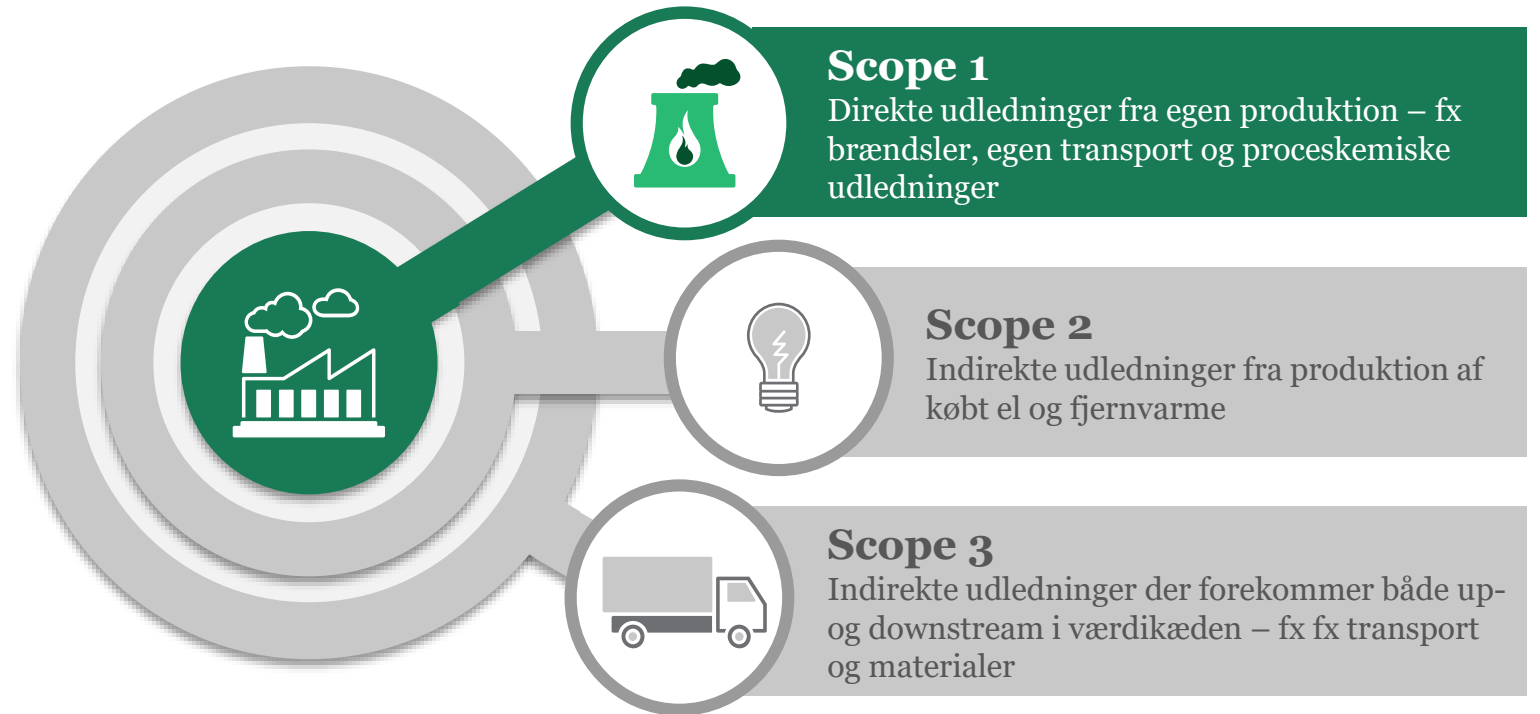 Scope 1
Direkte udledninger fra egen produktion – fx
brændsler, egen transport og proceskemiske
udledninger
Scope 2
Indirekte udledninger fra produktion af
købt el og fjernvarme
Scope 3
Indirekte udledninger der forekommer både up-
og downstream i værdikæden – fx fx transport
og materialer